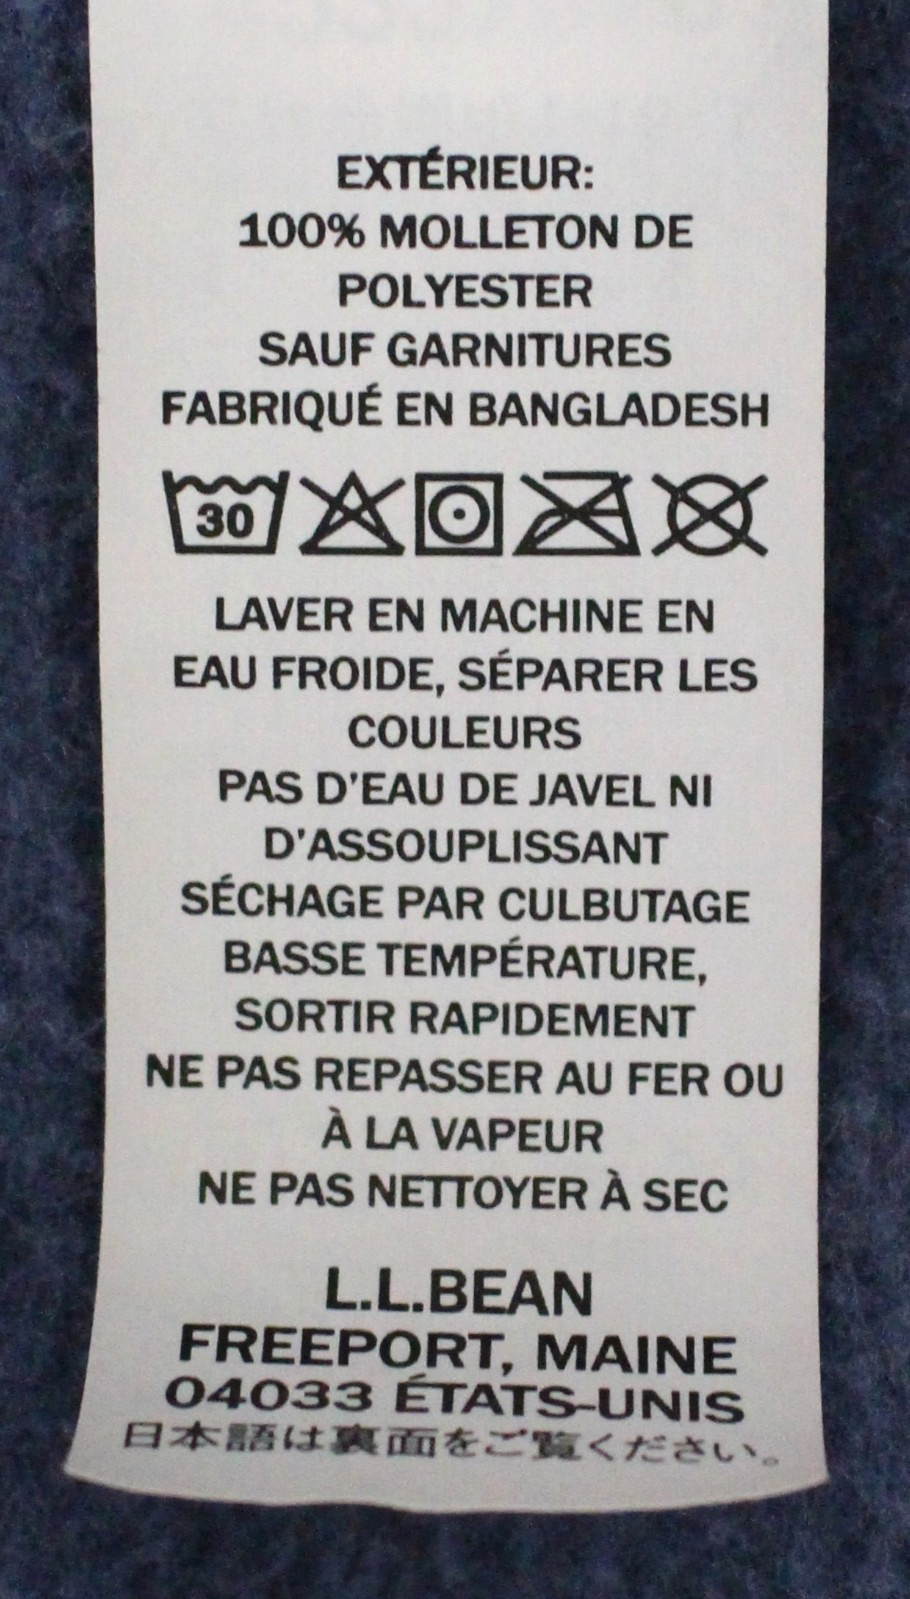 EXTÉRIEUR:
100% MOLLETON DE
POLYESTER
SAUF GARNITURES
FABRIQUÉ EN BANGLADESH
30
LAVER EN MACHINE EN
EAU FROIDE, SÉPARER LES
COULEURS
PAS D'EAU DE JAVEL NI
D'ASSOUPLISSANT
SÉCHAGE PAR CULBUTAGE
BASSE TEMPÉRATURE,
SORTIR RAPIDEMENT
NE PAS REPASSER AU FER OU
À LA VAPEUR
NE PAS NETTOYER À SEC
L.L.BEAN
FREEPORT, MAINE
04033 ÉTATS-UNIS
日本語は裏面をご覧ください。